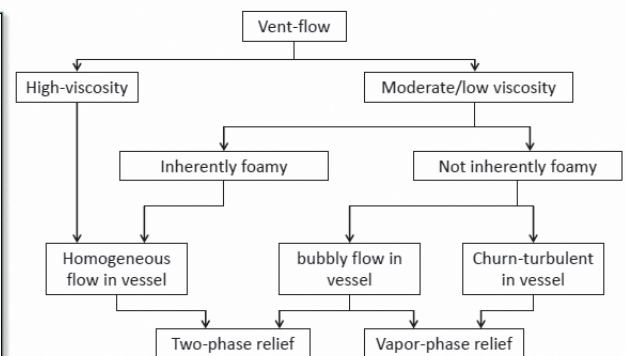 Vent-flow
High-viscosity
Moderate/low viscosity
Inherently foamy
Not inherently foamy
Homogeneous
flow in vessel
bubbly flow in
vessel
Churn-turbulent
in vessel
Two-phase relief
Vapor-phase relief